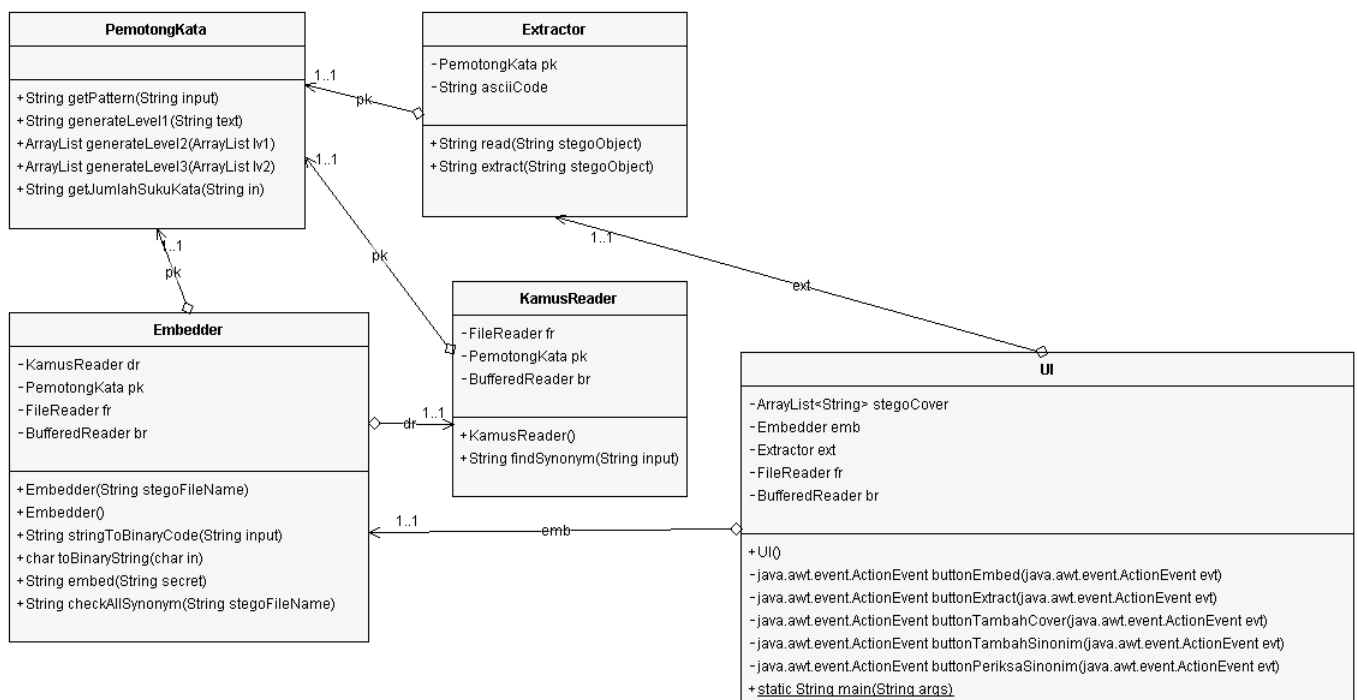 PemotongKata
+String getPattern(String input)
+String generateLevel1(String text)
+ArrayList generateLevel2(ArrayList lv1)
+ArrayList generateLevel3(ArrayList lv2)
+String getJumlahSukuKata(String in)
Extractor
-PemotongKata pk
-String asciiCode
+String read(String stegoObject)
+String extract(String stegoObject)
1..1
pk
1..1
pk
1..1
pk
1..1
ext
KamusReader
-FileReader fr
-PemotongKata pk
-BufferedReader br
+KamusReader()
+String findSynonym(String input)
Embedder
-KamusReader dr
-PemotongKata pk
-FileReader fr
-BufferedReader br
+Embedder(String stegoFileName)
+Embedder()
+String stringToBinaryCode(String input)
+char toBinaryString(char in)
+String embed(String secret)
+String checkAllSynonym(String stegoFileName)
dr
1..1
1..1
emb
UI
-ArrayList<String> stegoCover
-Embedder emb
-Extractor ext
-FileReader fr
-BufferedReader br
+UI()
-java.awt.event.ActionEvent buttonEmbed(java.awt.event.ActionEvent evt)
-java.awt.event.ActionEvent buttonExtract(java.awt.event.ActionEvent evt)
-java.awt.event.ActionEvent buttonTambahCover(java.awt.event.ActionEvent evt)
-java.awt.event.ActionEvent buttonTambahSinonim(java.awt.event.ActionEvent evt)
-java.awt.event.ActionEvent buttonPeriksaSinonim(java.awt.event.ActionEvent evt)
+static String main(String args)